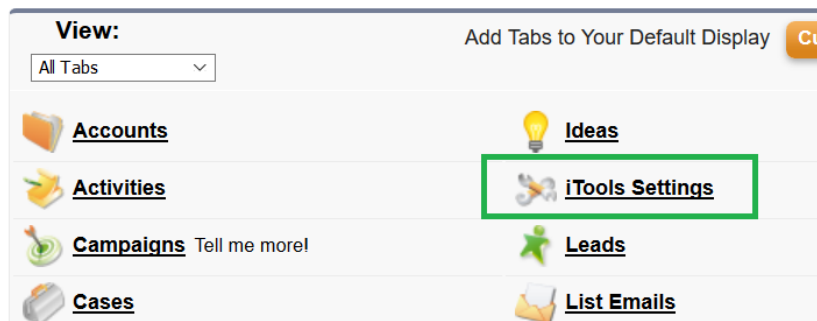 View:
Add Tabs to Your Default Display
All Tabs
Accounts
Ideas
Activities
iTools Settings
Campaigns Tell me more!
Leads
Cases
List Emails